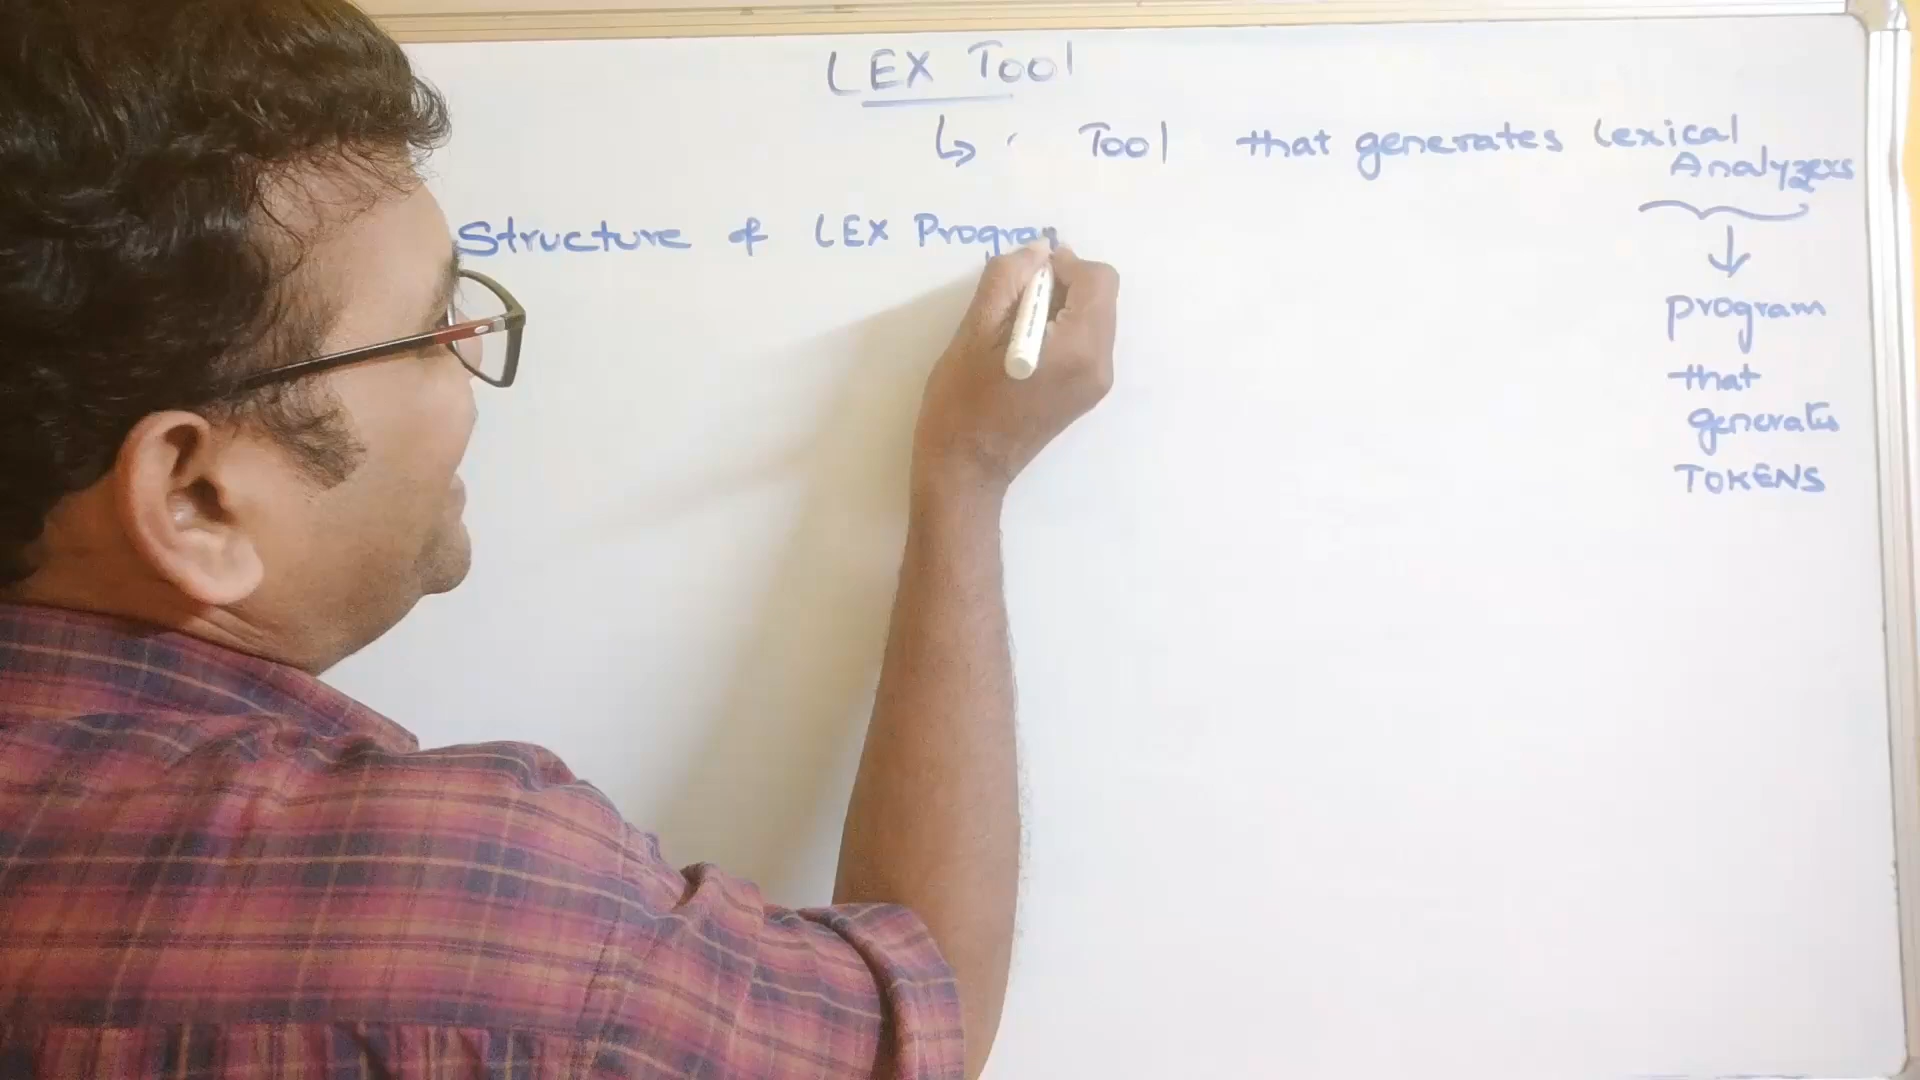 LEX Tool
↳ Tool that generates Lexical
Analyzers
Structure of LEX Program
↓
program
that
generates
TOKENS